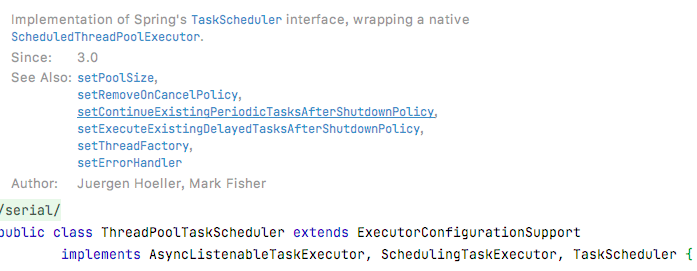 Implementation of Spring's TaskScheduler interface, wrapping a native
ScheduledThreadPoolExecutor.
Since: 3.0
See Also: setPoolSize,
setRemoveOnCancelPolicy,
setContinueExistingPeriodicTasksAfterShutdownPolicy,
setExecuteExistingDelayedTasksAfterShutdownPolicy,
setThreadFactory,
setErrorHandler
Author: Juergen Hoeller, Mark Fisher
/serial/
public class ThreadPoolTaskScheduler extends ExecutorConfigurationSupport
implements AsyncListenableTaskExecutor, SchedulingTaskExecutor, TaskScheduler {